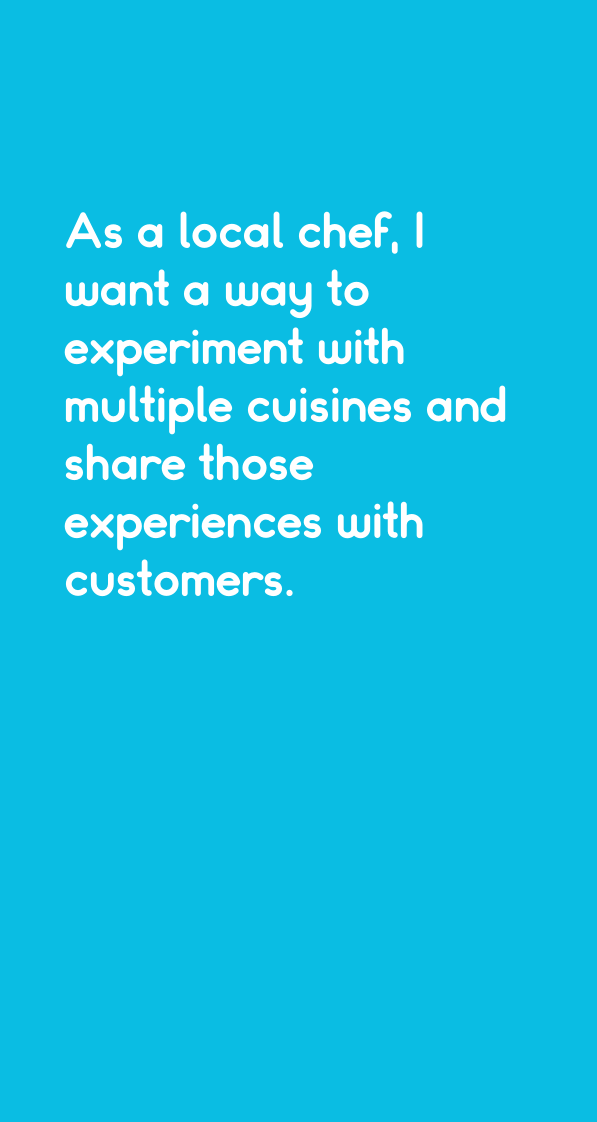 As a local chef, I
want a way to
experiment with
multiple cuisines and
share those
experiences with
customers.